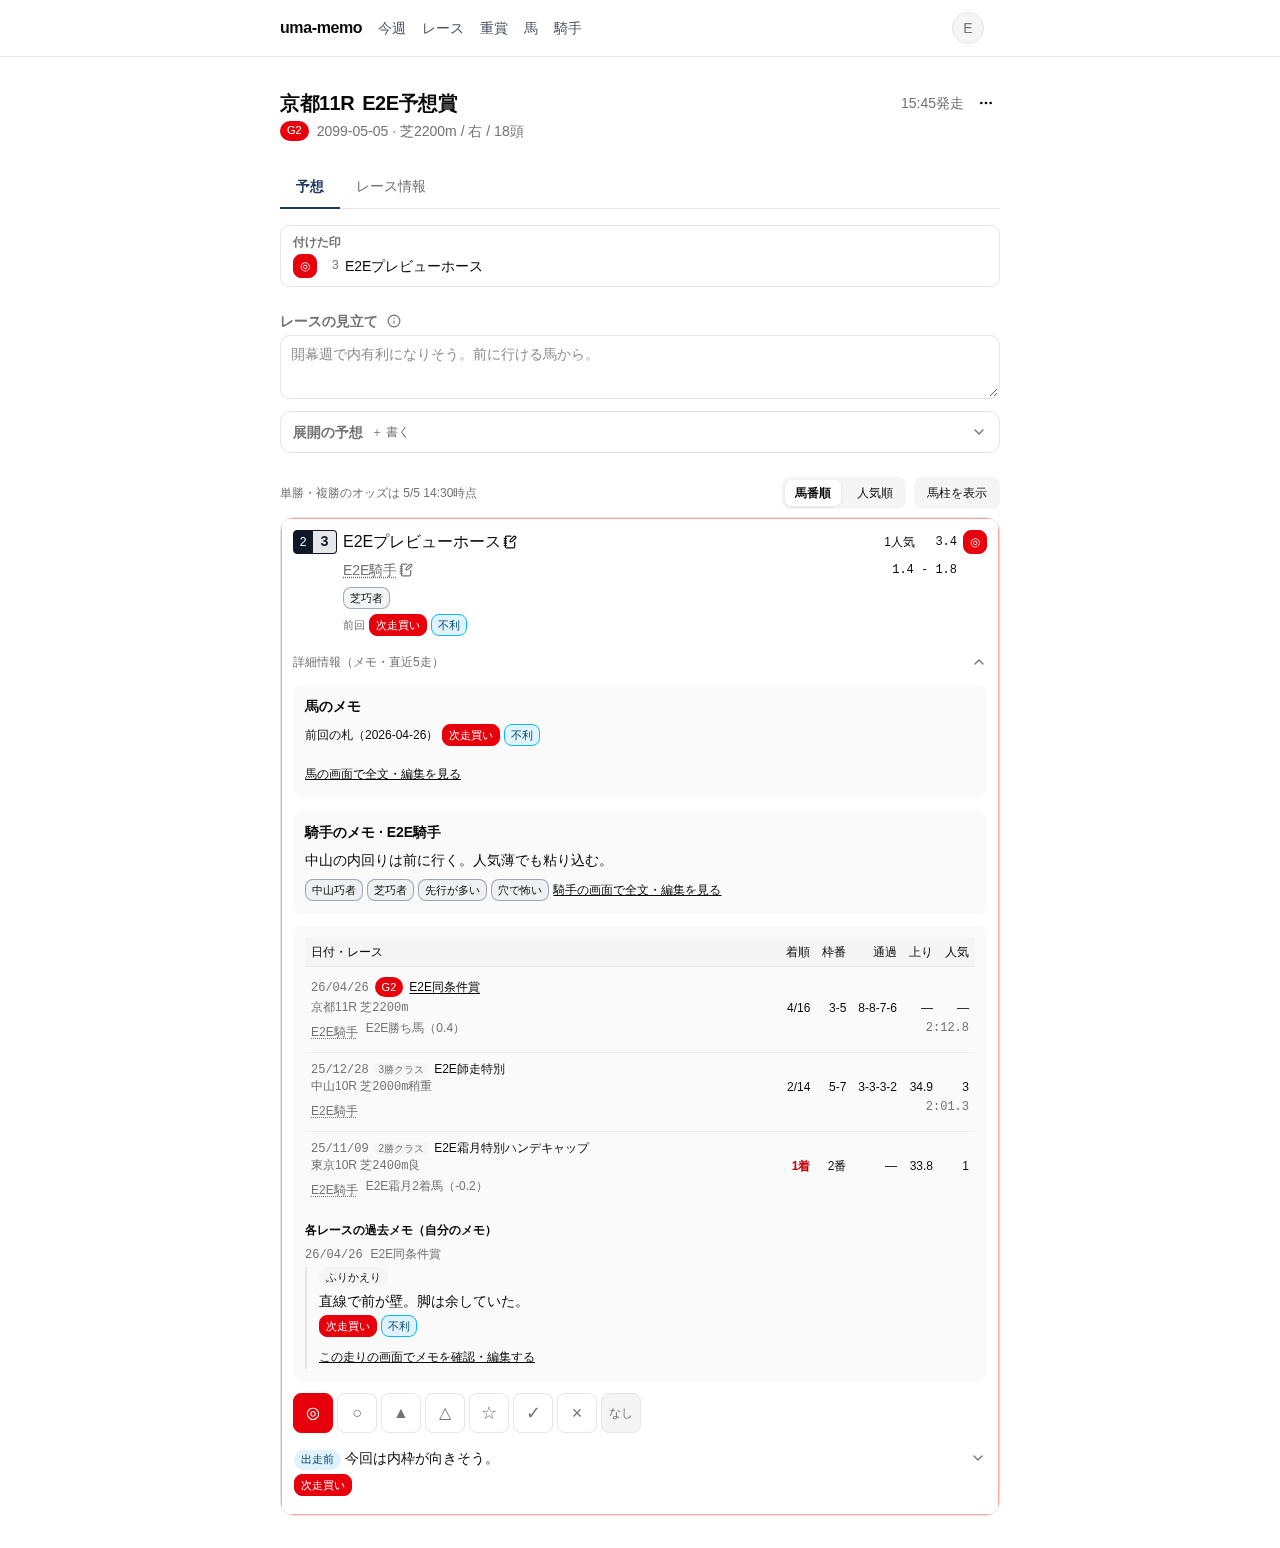 uma-memo 今週 レース 重賞 馬 騎手 E
京都11R E2E予想賞 15:45発走 …
G2 2099-05-05 · 芝2200m / 右 / 18頭
予想 レース情報
付けた印
◎ 3 E2Eプレビューホース
レースの見立て
開幕週で内有利になりそう。前に行ける馬から。
展開の予想 + 書く
単勝・複勝のオッズは 5/5 14:30時点 馬番順 人気順 馬柱を表示
2 3 E2Eプレビューホース 1人気 3.4 ◎
E2E騎手 1.4 - 1.8
芝巧者
前回 次走買い 不利
詳細情報（メモ・直近5走）
馬のメモ
前回の札（2026-04-26） 次走買い 不利
馬の画面で全文・編集を見る
騎手のメモ · E2E騎手
中山の内回りは前に行く。人気薄でも粘り込む。
中山巧者 芝巧者 先行が多い 穴で怖い 騎手の画面で全文・編集を見る
日付・レース 着順 枠番 通過 上り 人気
26/04/26 G2 E2E同条件賞
京都11R 芝2200m 4/16 3-5 8-8-7-6 — —
E2E騎手 E2E勝ち馬（0.4） 2:12.8
25/12/28 3勝クラス E2E師走特別
中山10R 芝2000m稍重 2/14 5-7 3-3-3-2 34.9 3
E2E騎手 2:01.3
25/11/09 2勝クラス E2E霜月特別ハンデキャップ
東京10R 芝2400m良 1着 2番 — 33.8 1
E2E騎手 E2E霜月2着馬（-0.2）
各レースの過去メモ（自分のメモ）
26/04/26 E2E同条件賞
ふりかえり
直線で前が壁。脚は余していた。
次走買い 不利
この走りの画面でメモを確認・編集する
◎ ○ ▲ △ ☆ ✓ × なし
出走前 今回は内枠が向きそう。
次走買い